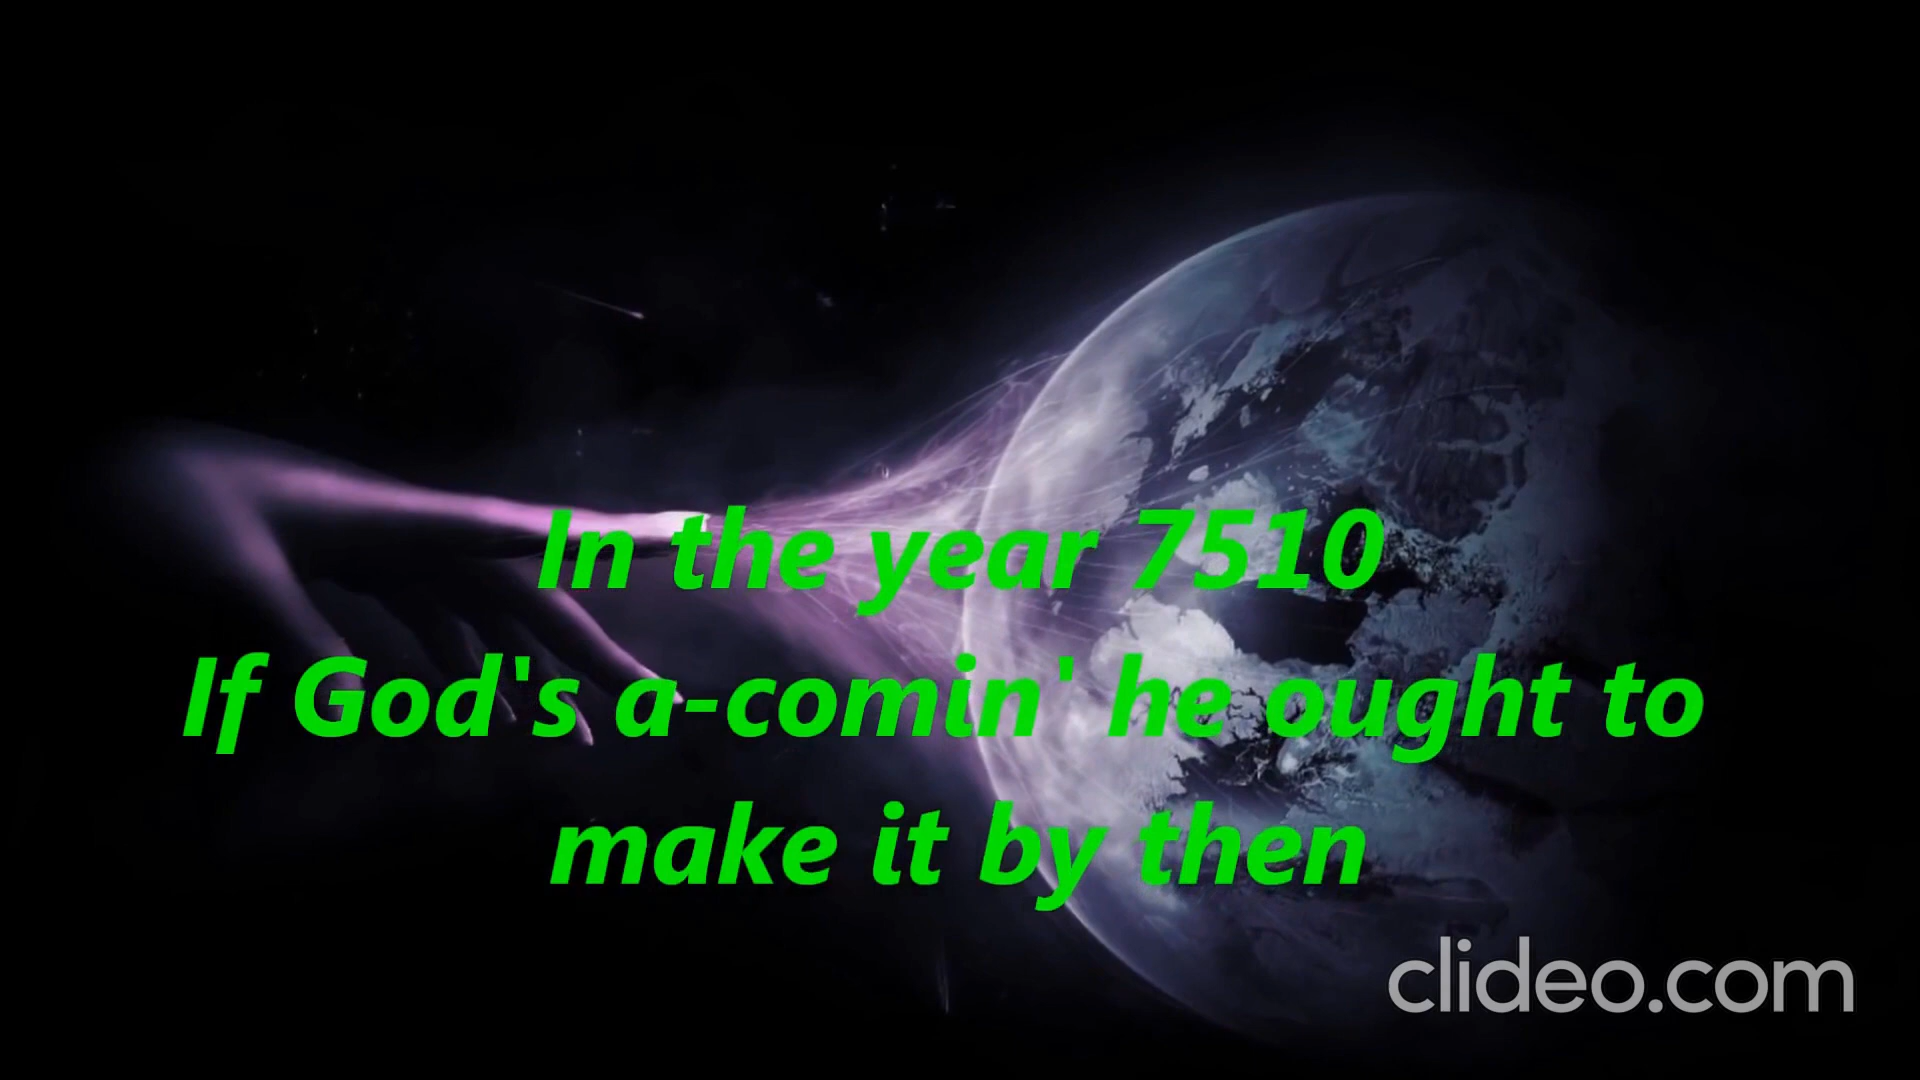 In the year 7510
If God's a-comin' he ought to
make it by then
clideo.com